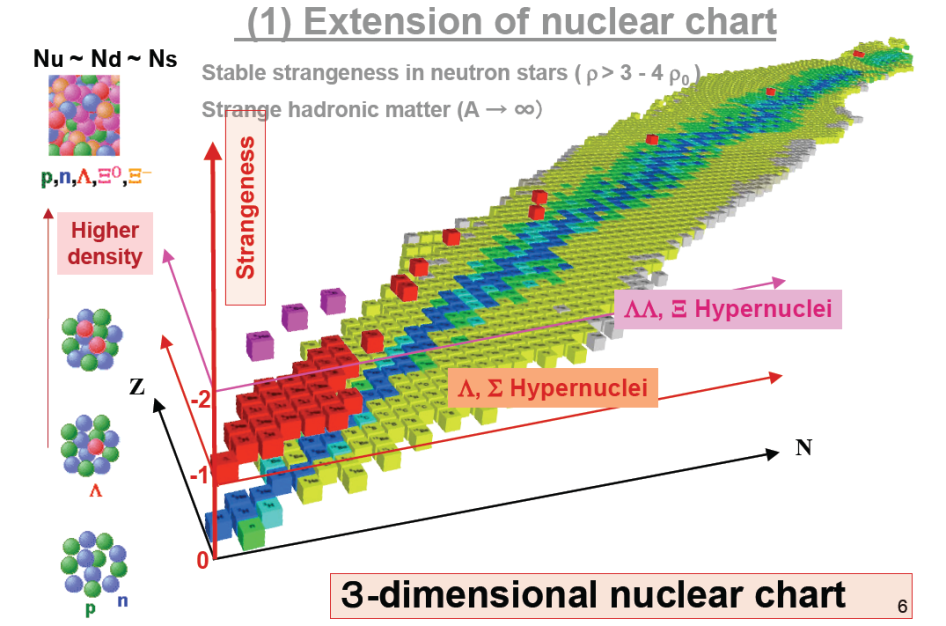 (1) Extension of nuclear chart
Nu ~ Nd ~ Ns
Stable strangeness in neutron stars ( ρ > 3 - 4 ρ₀ )
Strange hadronic matter (A → ∞)
p,n,Λ,Ξ⁰,Ξ⁻
Higher
density
Strangeness
ΛΛ, Ξ Hypernuclei
Z
-2
Λ, Σ Hypernuclei
N
-1
Λ
0
p n
3-dimensional nuclear chart
6